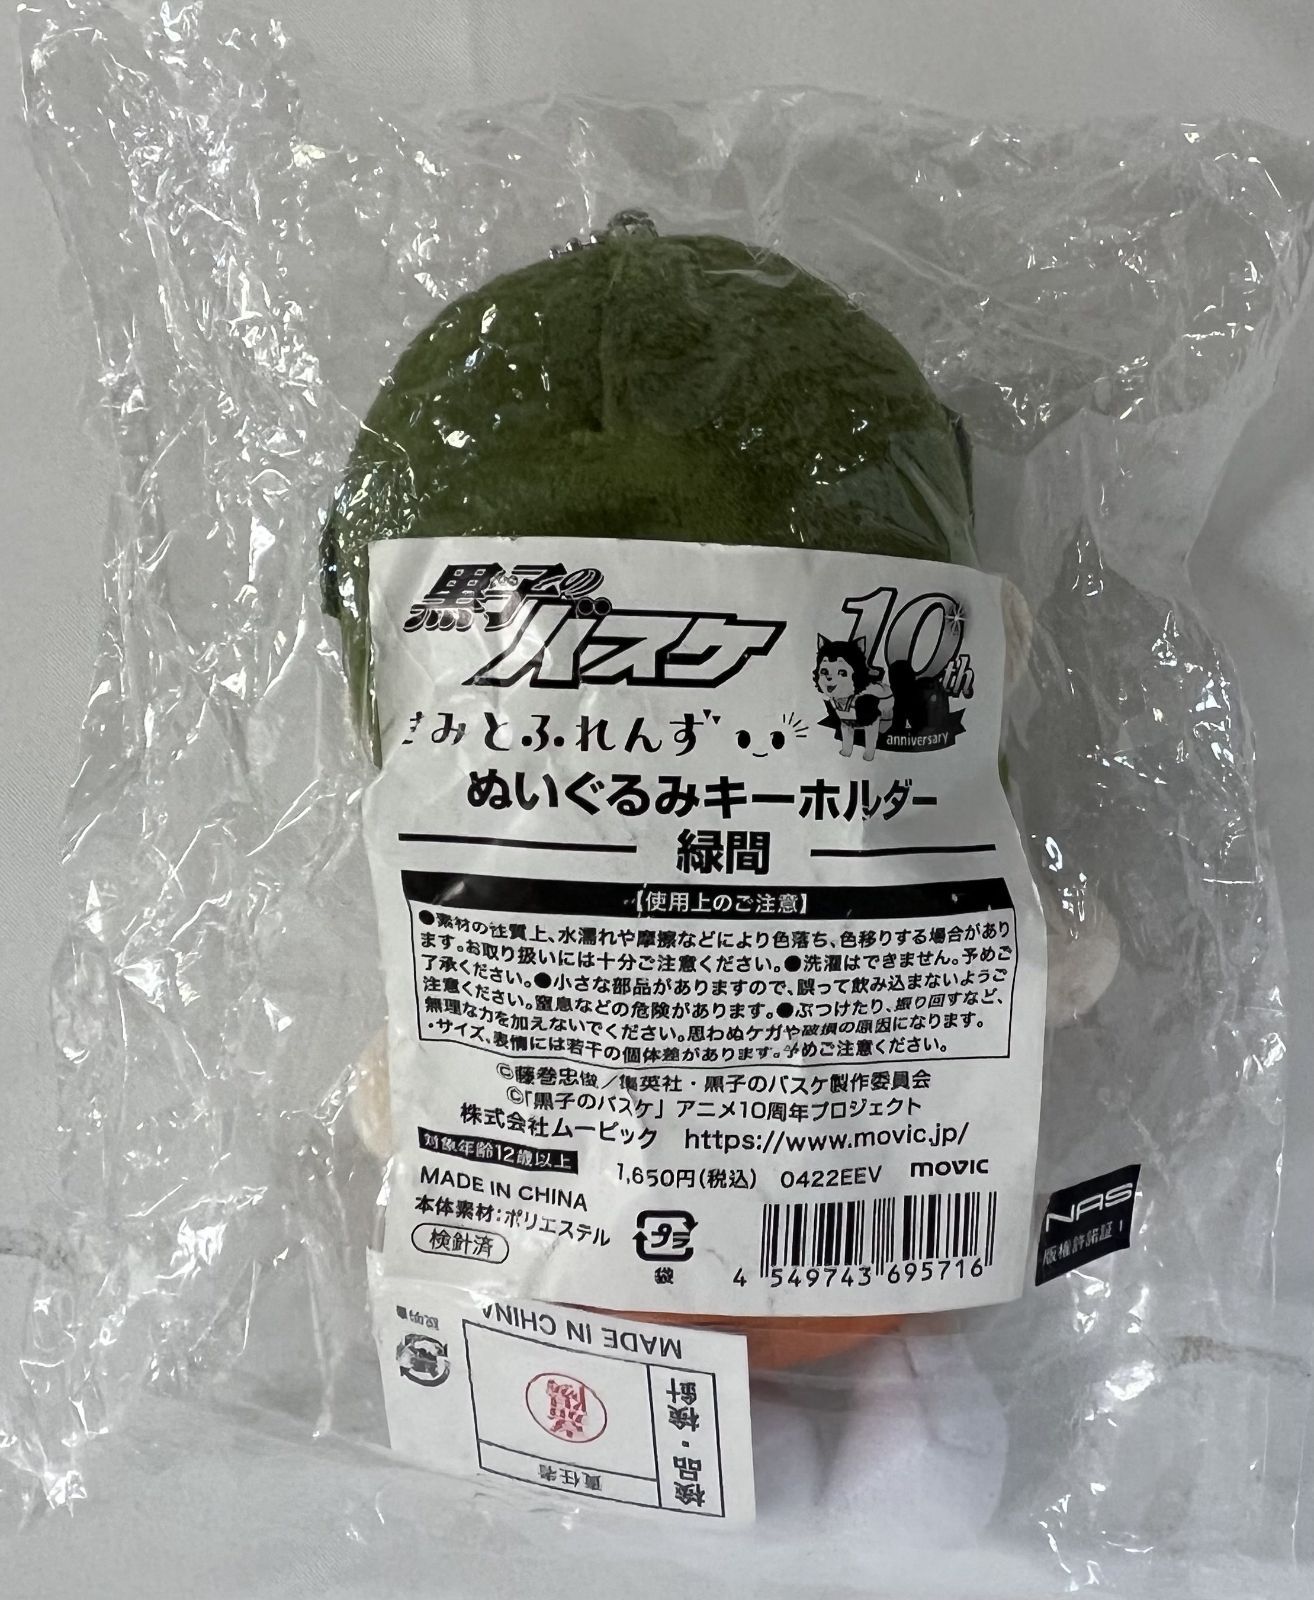 黒子の
バスケ
10th
anniversary
きみとふれんず
ぬいぐるみキーホルダー
緑間
【使用上のご注意】
●素材の性質上、水濡れや摩擦などにより色落ち、色移りする場合があり
ます。お取り扱いには十分ご注意ください。●洗濯はできません。予めご
了承ください。●小さな部品がありますので、誤って飲み込まないようご
注意ください。窒息などの危険があります。●ぶつけたり、振り回すなど、
無理な力を加えないでください。思わぬケガや破損の原因になります。
・サイズ、表情には若干の個体差があります。予めご注意ください。
©藤巻忠俊／集英社・黒子のバスケ製作委員会
©「黒子のバスケ」アニメ10周年プロジェクト
株式会社ムービック https://www.movic.jp/
対象年齢12歳以上
1,650円(税込) 0422EEV movic
MADE IN CHINA
本体素材：ポリエステル
検針済
プラ
袋
4 549743 695716
NAS
版権許諾証
MADE IN CHINA
説明書
検品・検針
責任者